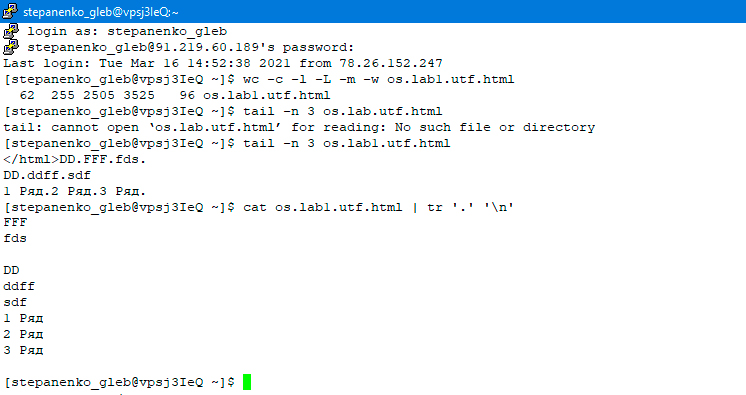 stepanenko_gleb@vpsj3IeQ:~
login as: stepanenko_gleb
stepanenko_gleb@91.219.60.189's password:
Last login: Tue Mar 16 14:52:38 2021 from 78.26.152.247
[stepanenko_gleb@vpsj3IeQ ~]$ wc -c -l -L -m -w os.lab1.utf.html
  62  255 2505 3525   96 os.lab1.utf.html
[stepanenko_gleb@vpsj3IeQ ~]$ tail -n 3 os.lab.utf.html
tail: cannot open ‘os.lab.utf.html’ for reading: No such file or directory
[stepanenko_gleb@vpsj3IeQ ~]$ tail -n 3 os.lab1.utf.html
</html>DD.FFF.fds.
DD.ddff.sdf
1 Ряд.2 Ряд.3 Ряд.
[stepanenko_gleb@vpsj3IeQ ~]$ cat os.lab1.utf.html | tr '.' '\n'
FFF
fds
DD
ddff
sdf
1 Ряд
2 Ряд
3 Ряд
[stepanenko_gleb@vpsj3IeQ ~]$